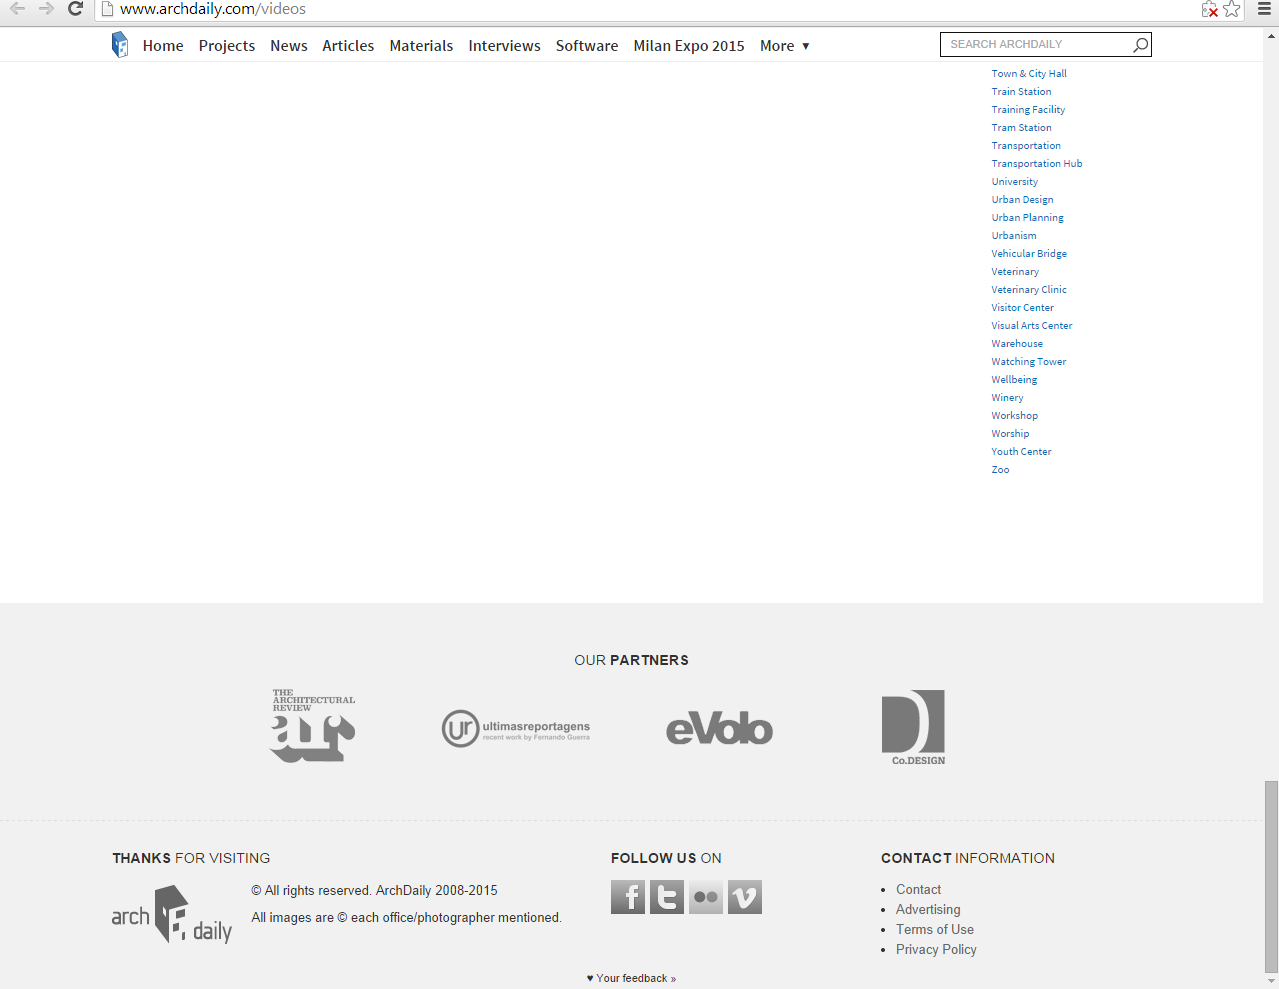 www.archdaily.com/videos
Home Projects News Articles Materials Interviews Software Milan Expo 2015 More ▼ SEARCH ARCHDAILY
Town & City Hall
Train Station
Training Facility
Tram Station
Transportation
Transportation Hub
University
Urban Design
Urban Planning
Urbanism
Vehicular Bridge
Veterinary
Veterinary Clinic
Visitor Center
Visual Arts Center
Warehouse
Watching Tower
Wellbeing
Winery
Workshop
Worship
Youth Center
Zoo
OUR PARTNERS
THE
ARCHITECTURAL
REVIEW
ar
ur ultimasreportagens
recent work by Fernando Guerra
eVolo
Co.DESIGN
THANKS FOR VISITING
arch daily
© All rights reserved. ArchDaily 2008-2015
All images are © each office/photographer mentioned.
FOLLOW US ON
CONTACT INFORMATION
Contact
Advertising
Terms of Use
Privacy Policy
♥ Your feedback »